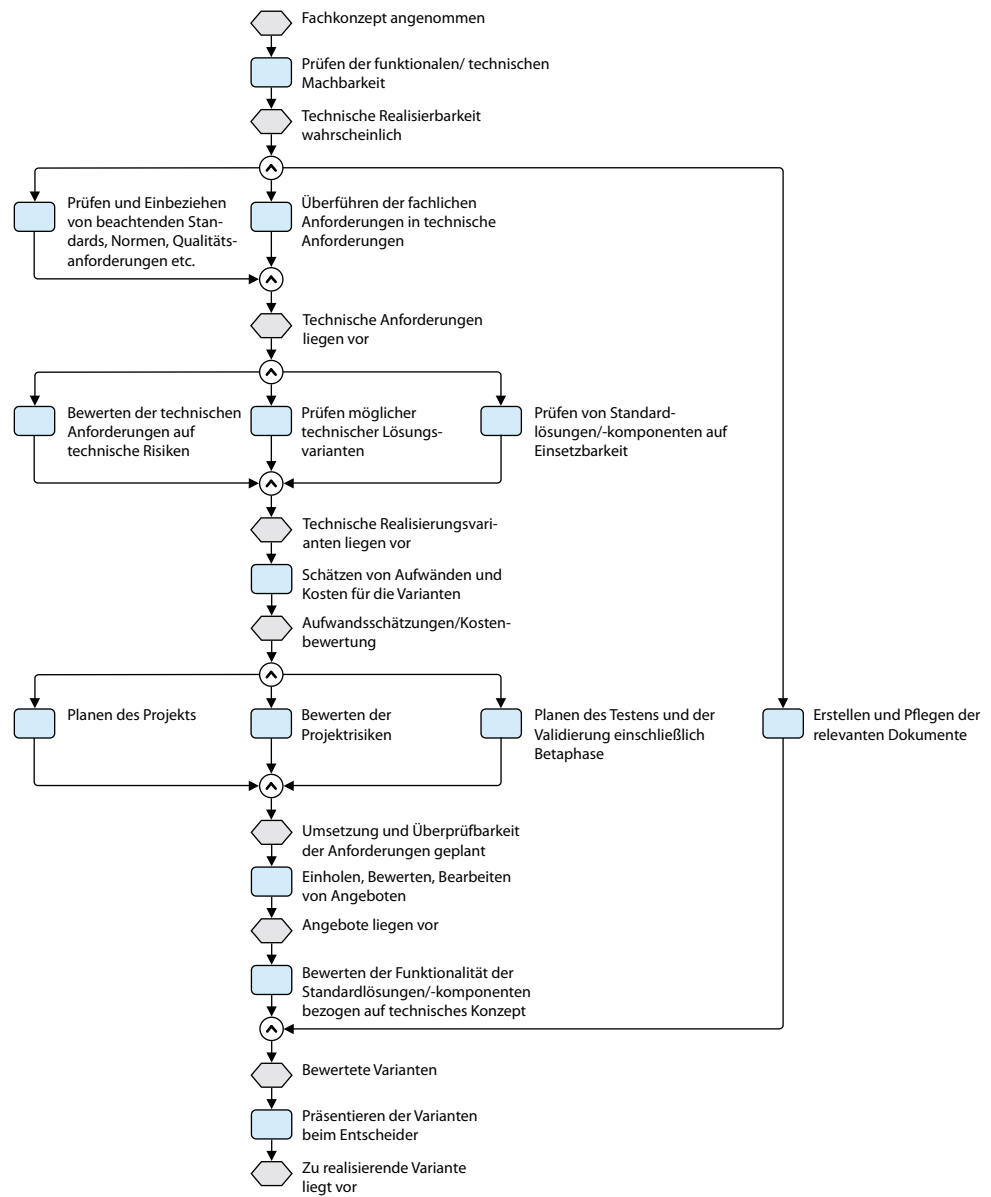 Fachkonzept angenommen
Prüfen der funktionalen/ technischen
Machbarkeit
Technische Realisierbarkeit
wahrscheinlich
Prüfen und Einbeziehen
von beachtenden Stan-
dards, Normen, Qualitäts-
anforderungen etc.
Überführen der fachlichen
Anforderungen in technische
Anforderungen
Technische Anforderungen
liegen vor
Bewerten der technischen
Anforderungen auf
technische Risiken
Prüfen möglicher
technischer Lösungs-
varianten
Prüfen von Standard-
lösungen/-komponenten auf
Einsetzbarkeit
Technische Realisierungsvari-
anten liegen vor
Schätzen von Aufwänden und
Kosten für die Varianten
Aufwandsschätzungen/Kosten-
bewertung
Planen des Projekts
Bewerten der
Projektrisiken
Planen des Testens und der
Validierung einschließlich
Betaphase
Erstellen und Pflegen der
relevanten Dokumente
Umsetzung und Überprüfbarkeit
der Anforderungen geplant
Einholen, Bewerten, Bearbeiten
von Angeboten
Angebote liegen vor
Bewerten der Funktionalität der
Standardlösungen/-komponenten
bezogen auf technisches Konzept
Bewertete Varianten
Präsentieren der Varianten
beim Entscheider
Zu realisierende Variante
liegt vor